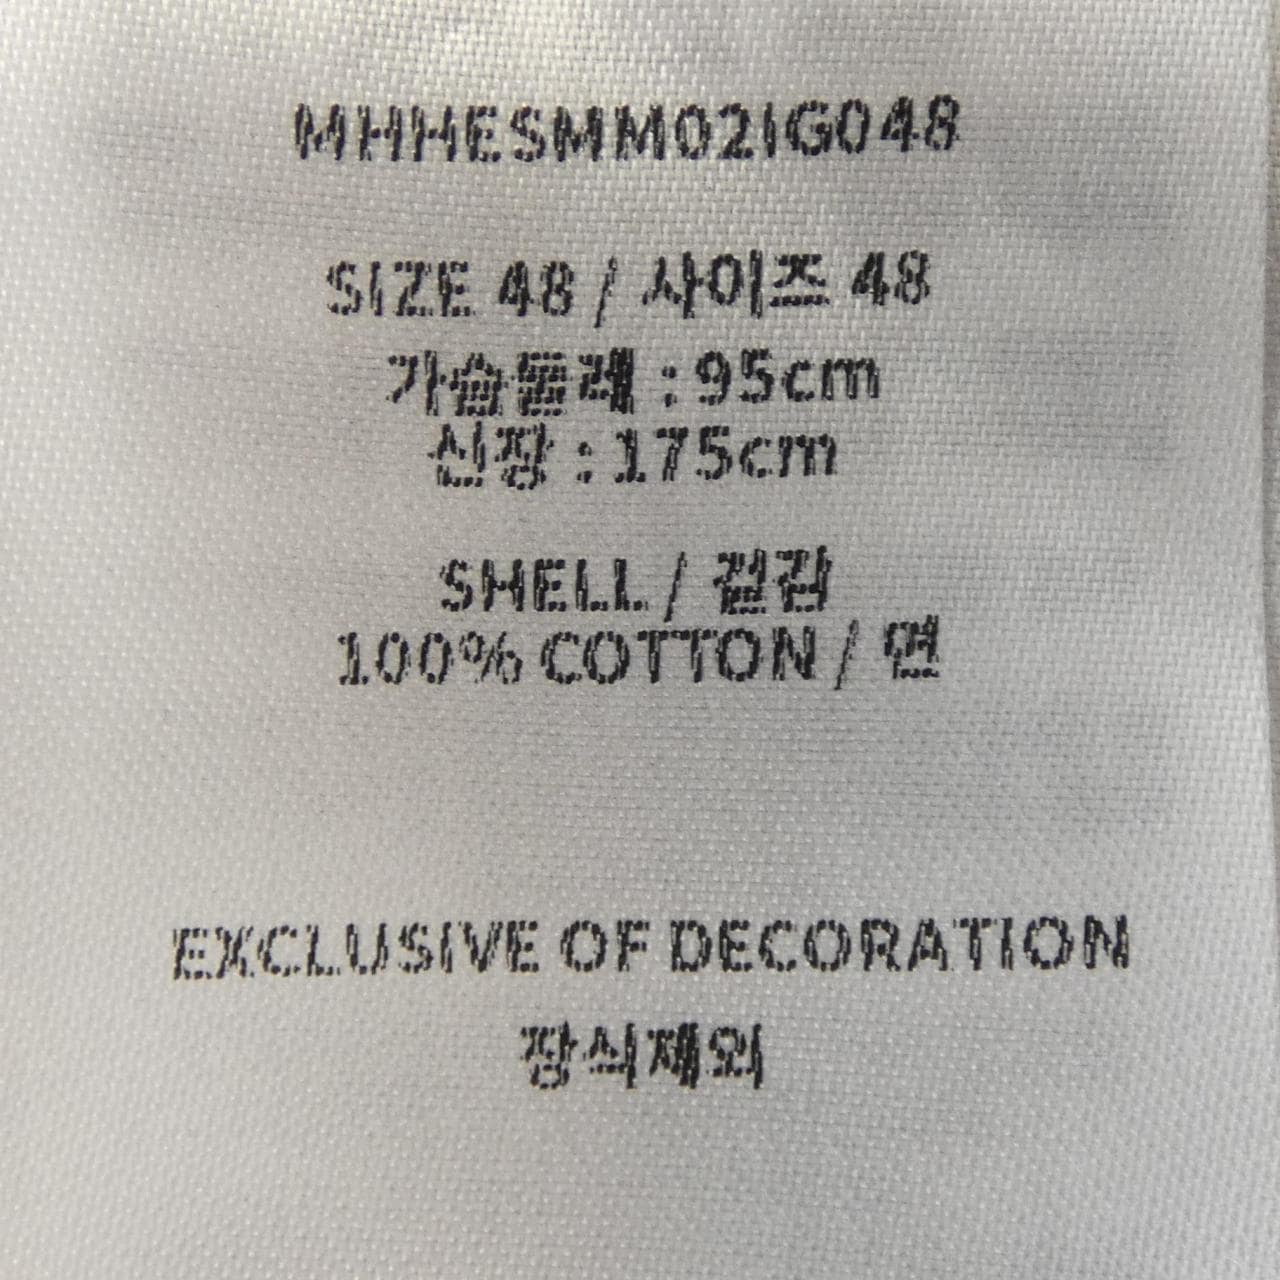 MHHESMM02IG048
SIZE 48 / 사이즈 48
가슴둘레 : 95cm
신장 : 175cm
SHELL / 겉감
100% COTTON / 면
EXCLUSIVE OF DECORATION
장식제외